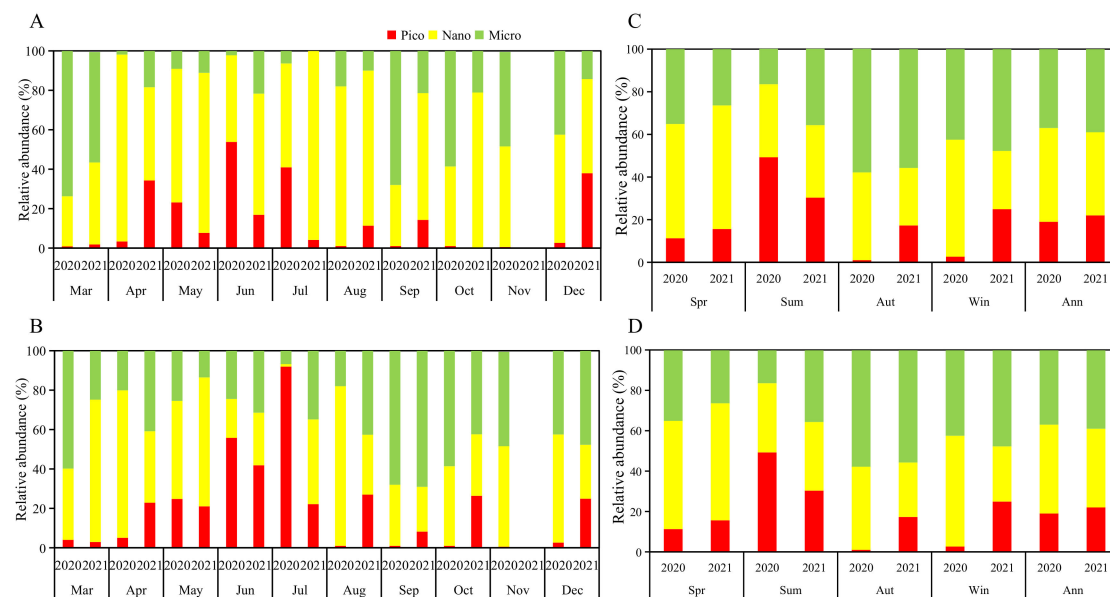 A
Pico Nano Micro
Relative abundance (%)
100
80
60
40
20
0
2020 2021 2020 2021 2020 2021 2020 2021 2020 2021 2020 2021 2020 2021 2020 2021 2020 2021 2020 2021
Mar Apr May Jun Jul Aug Sep Oct Nov Dec
C
Relative abundance (%)
100
80
60
40
20
0
2020 2021 2020 2021 2020 2021 2020 2021 2020 2021
Spr Sum Aut Win Ann
B
Relative abundance (%)
100
80
60
40
20
0
2020 2021 2020 2021 2020 2021 2020 2021 2020 2021 2020 2021 2020 2021 2020 2021 2020 2021 2020 2021
Mar Apr May Jun Jul Aug Sep Oct Nov Dec
D
Relative abundance (%)
100
80
60
40
20
0
2020 2021 2020 2021 2020 2021 2020 2021 2020 2021
Spr Sum Aut Win Ann